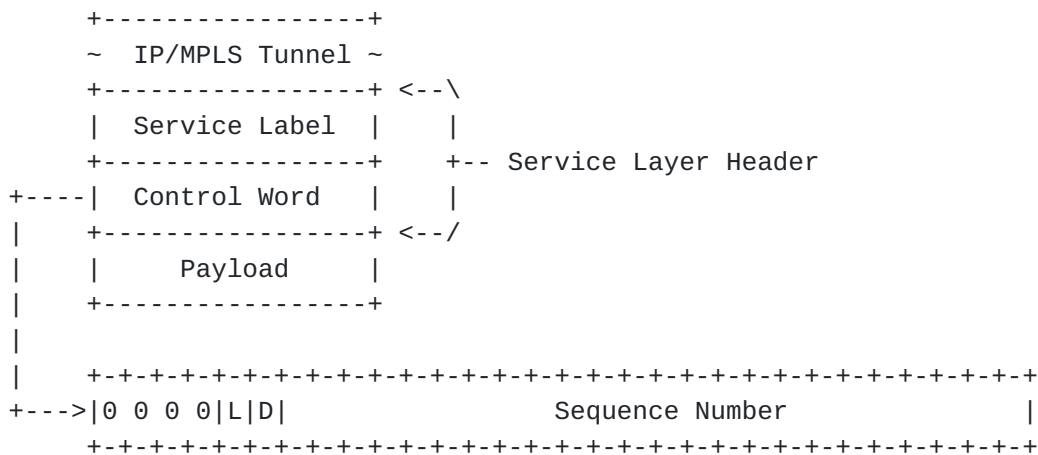 +-----------------+
     ~  IP/MPLS Tunnel ~
     +-----------------+ <--\
     |  Service Label  |    |
     +-----------------+    +-- Service Layer Header
+----|  Control Word   |    |
|    +-----------------+ <--/
|    |     Payload     |
|    +-----------------+
|
|    +-+-+-+-+-+-+-+-+-+-+-+-+-+-+-+-+-+-+-+-+-+-+-+-+-+-+-+-+-+-+
+--->|0 0 0 0|L|D|                 Sequence Number               |
     +-+-+-+-+-+-+-+-+-+-+-+-+-+-+-+-+-+-+-+-+-+-+-+-+-+-+-+-+-+-+